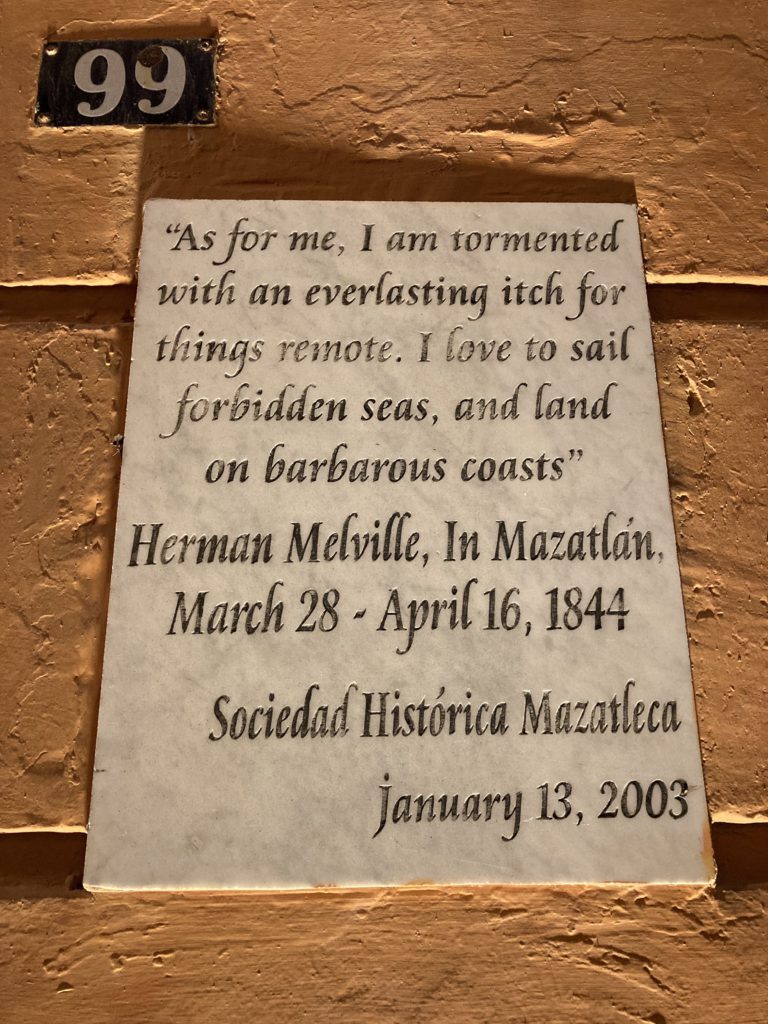 99
“As for me, I am tormented
with an everlasting itch for
things remote. I love to sail
forbidden seas, and land
on barbarous coasts”
Herman Melville, In Mazatlán,
March 28 - April 16, 1844
Sociedad Histórica Mazatleca
January 13, 2003